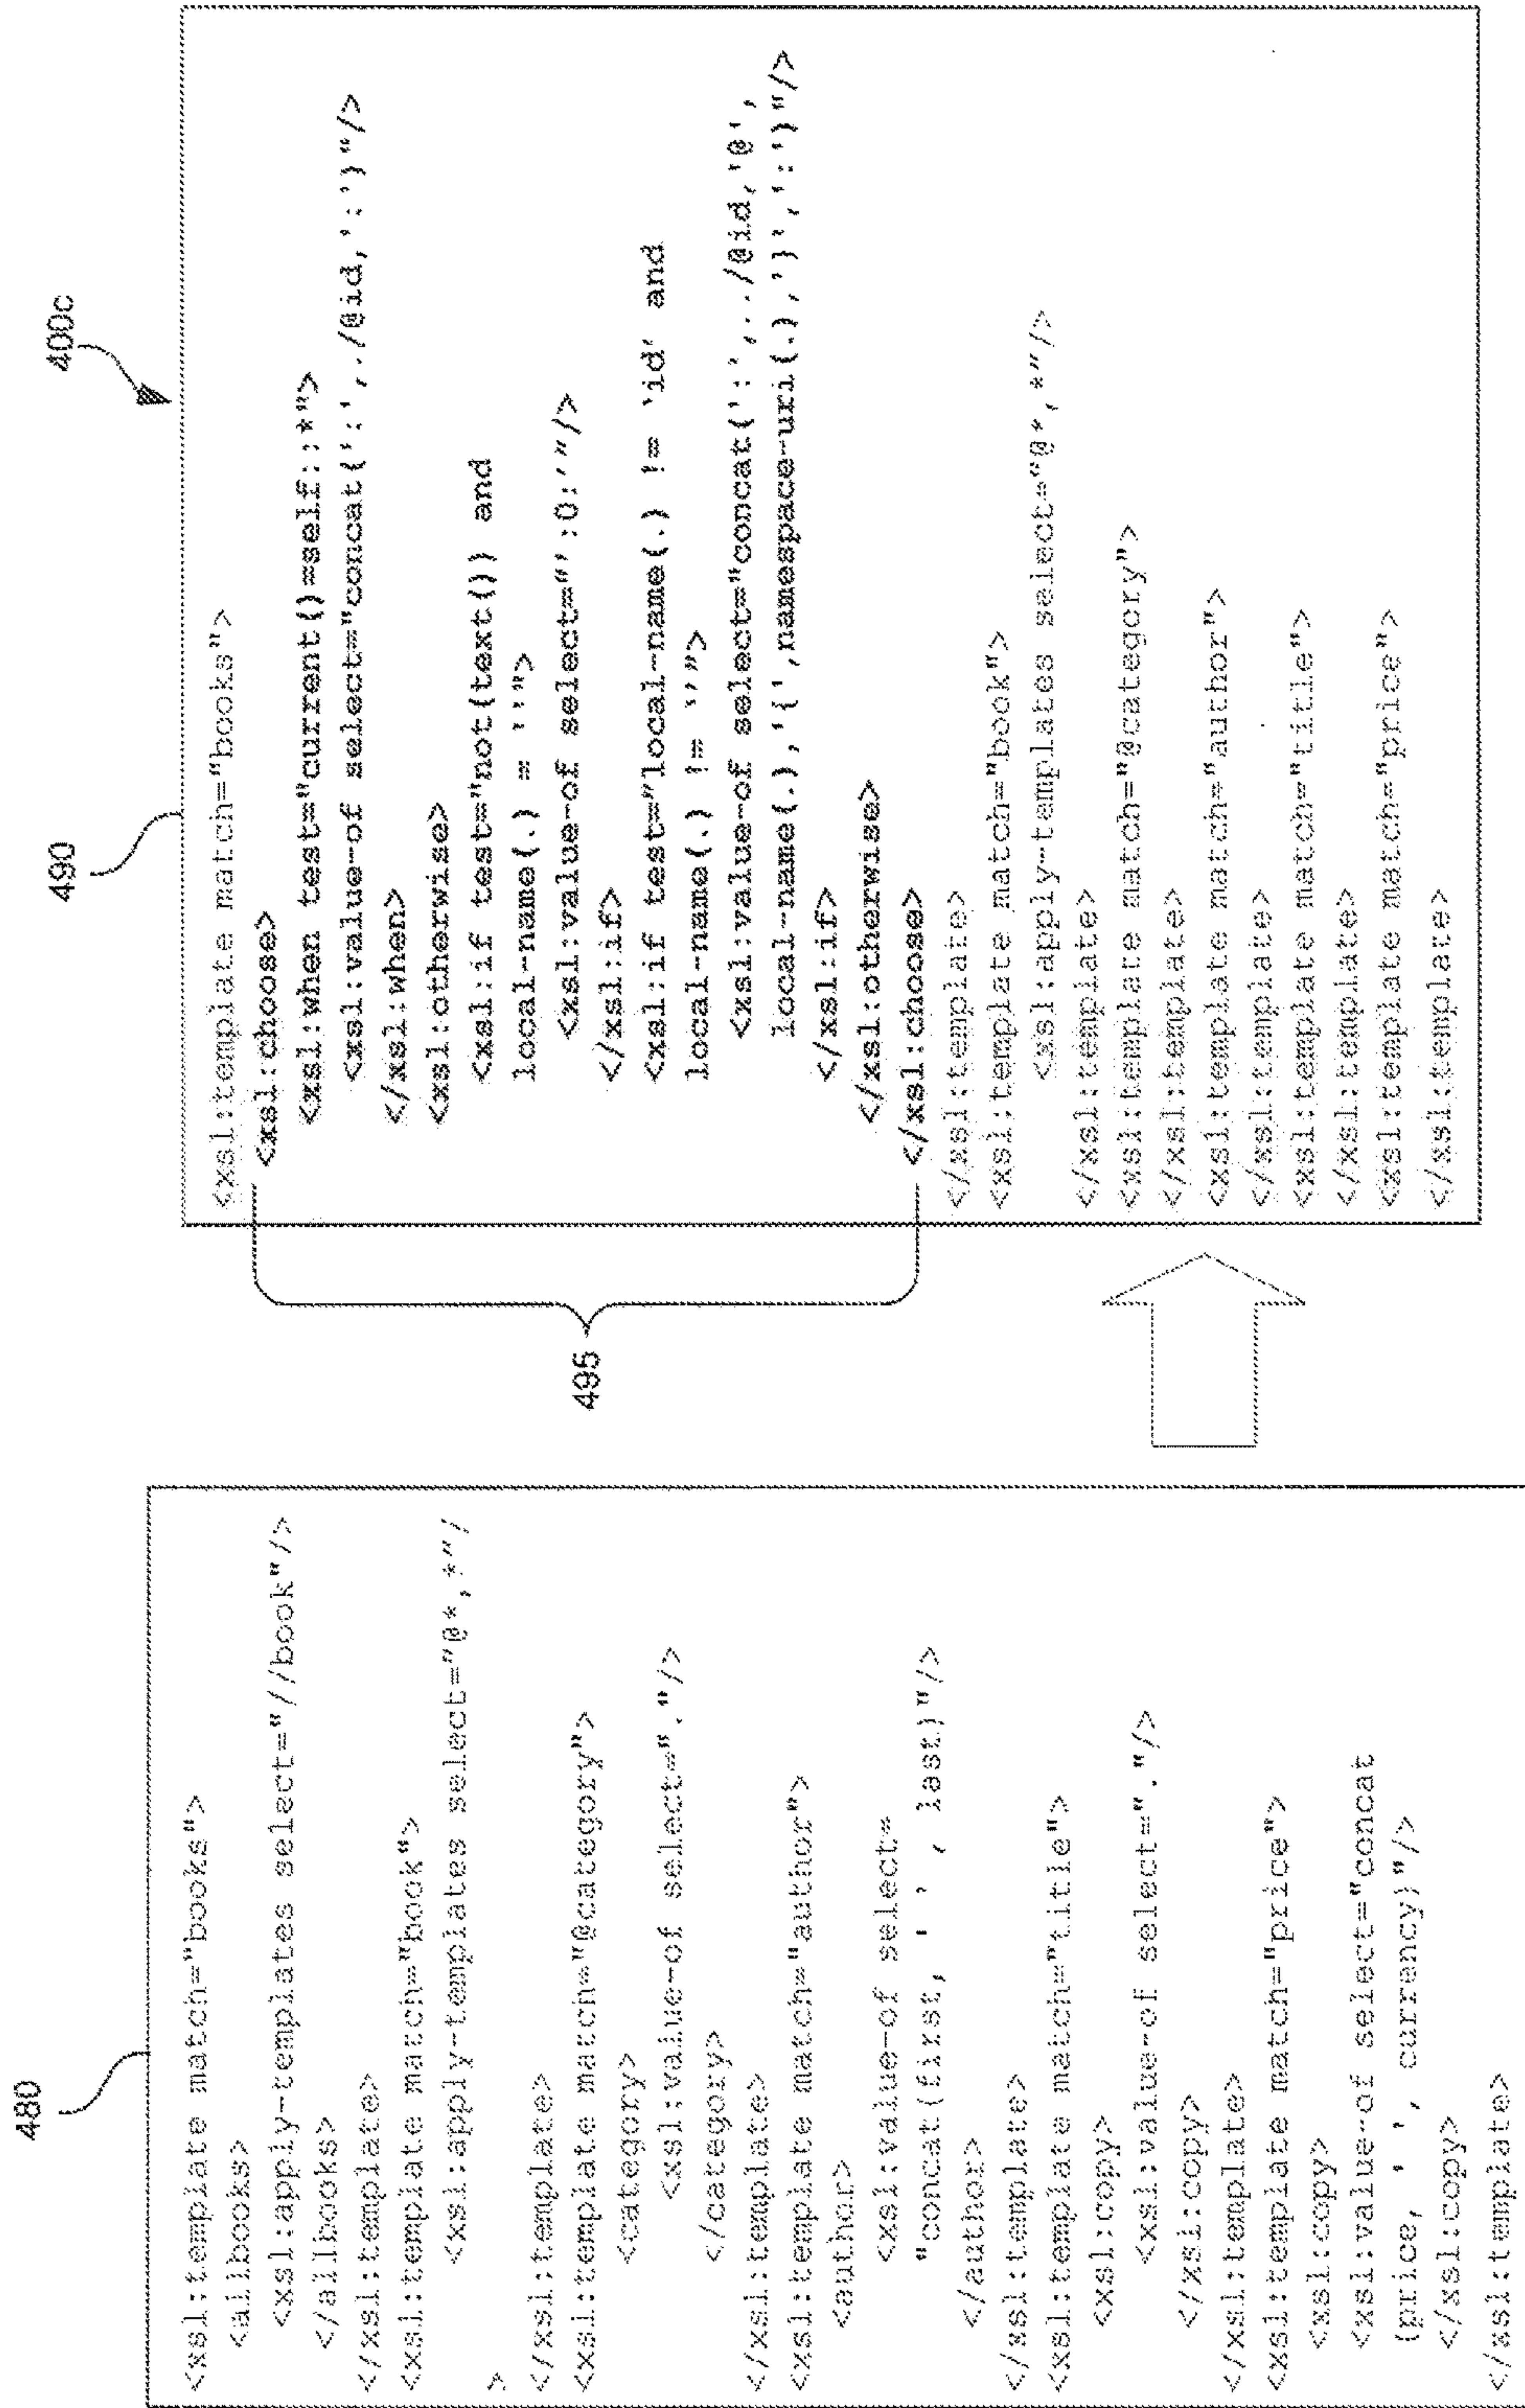 480
<xsl:template match="books">
<allbooks>
<xsl:apply-templates select="//book"/>
</allbooks>
</xsl:template>
<xsl:template match="book">
<xsl:apply-templates select="@*,*"/
>
</xsl:template>
<xsl:template match="@category">
<category>
<xsl:value-of select="."/>
</category>
</xsl:template>
<xsl:template match="author">
<author>
<xsl:value-of select=
"concat(first, ' ', last)"/>
</author>
</xsl:template>
<xsl:template match="title">
<xsl:copy>
<xsl:value-of select="."/>
</xsl:copy>
</xsl:template>
<xsl:template match="price">
<xsl:copy>
<xsl:value-of select="concat
(price, ' ', currency)"/>
</xsl:copy>
</xsl:template>
490
400c
<xsl:template match="books">
<xsl:choose>
<xsl:when test="current()=self::*">
<xsl:value-of select="concat(':',./@id,':')"/>
</xsl:when>
<xsl:otherwise>
<xsl:if test="not(text()) and
local-name(.) = ''">
<xsl:value-of select="':0:'"/>
</xsl:if>
<xsl:if test="local-name(.) != 'id' and
local-name(.) != ''">
<xsl:value-of select="concat(':',../@id,'@',
local-name(.),'{',namespace-uri(.),'}',':')"/>
</xsl:if>
</xsl:otherwise>
</xsl:choose>
</xsl:template>
<xsl:template match="book">
<xsl:apply-templates select="@*,*"/>
</xsl:template>
<xsl:template match="@category">
</xsl:template>
<xsl:template match="author">
</xsl:template>
<xsl:template match="title">
</xsl:template>
<xsl:template match="price">
</xsl:template>
495